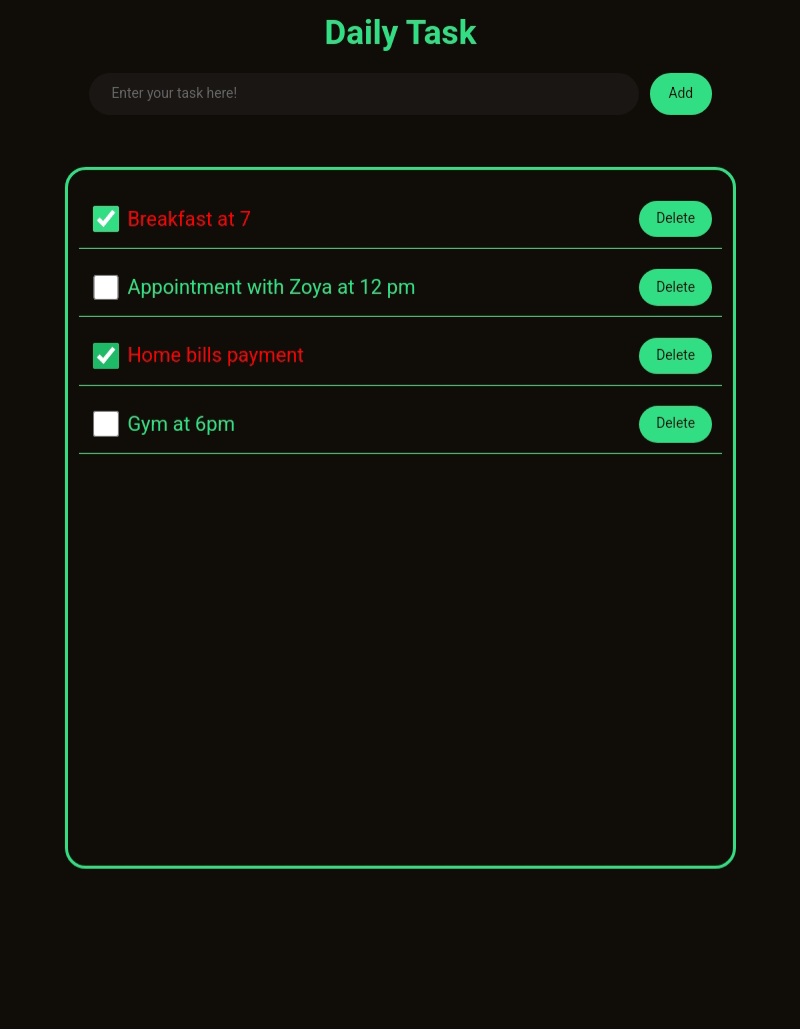 Daily Task
Enter your task here! Add
Breakfast at 7 Delete
Appointment with Zoya at 12 pm Delete
Home bills payment Delete
Gym at 6pm Delete